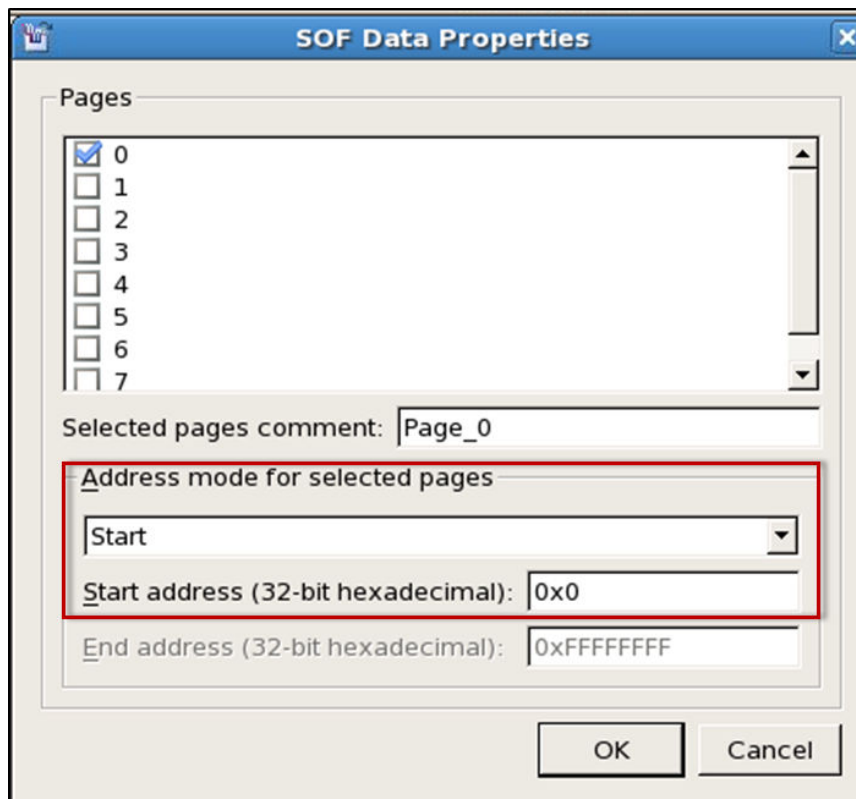 SOF Data Properties
Pages
0
1
2
3
4
5
6
7
Selected pages comment: Page_0
Address mode for selected pages
Start
Start address (32-bit hexadecimal): 0x0
End address (32-bit hexadecimal): 0xFFFFFFFF
OK Cancel